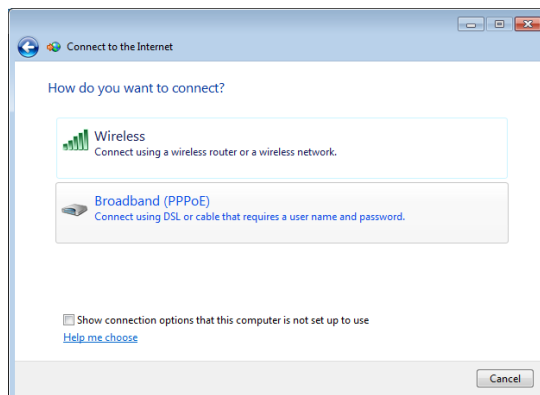 Connect to the Internet
How do you want to connect?
Wireless
Connect using a wireless router or a wireless network.
Broadband (PPPoE)
Connect using DSL or cable that requires a user name and password.
Show connection options that this computer is not set up to use
Help me choose
Cancel